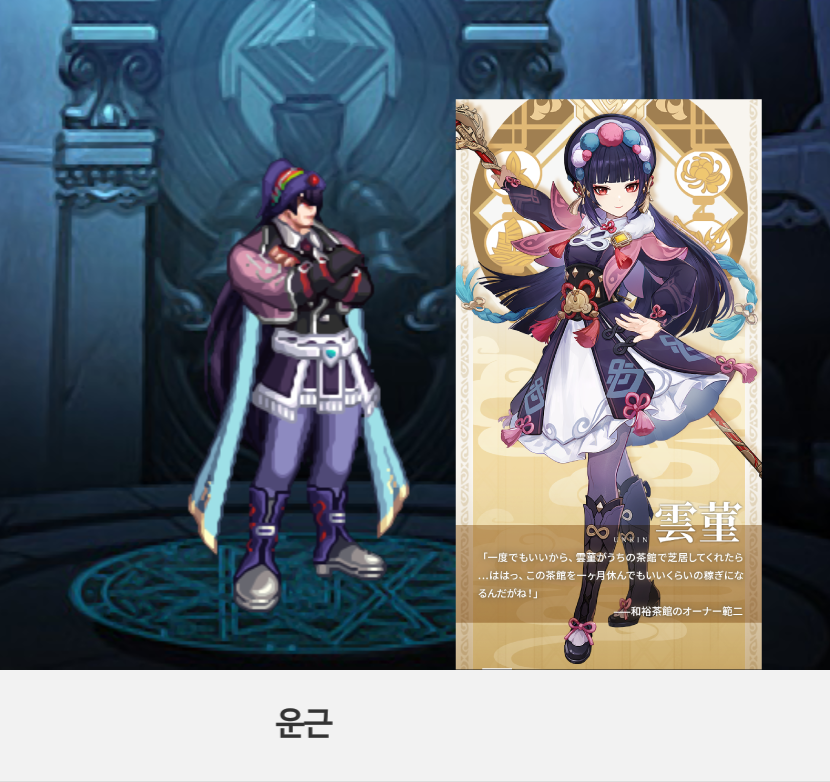 雲菫
UNKIN
「一度でもいいから、雲菫がうちの茶館で芝居してくれたら
…ははっ、この茶館を一ヶ月休んでもいいくらいの稼ぎにな
るんだがね！」
──和裕茶館のオーナー範二
운근